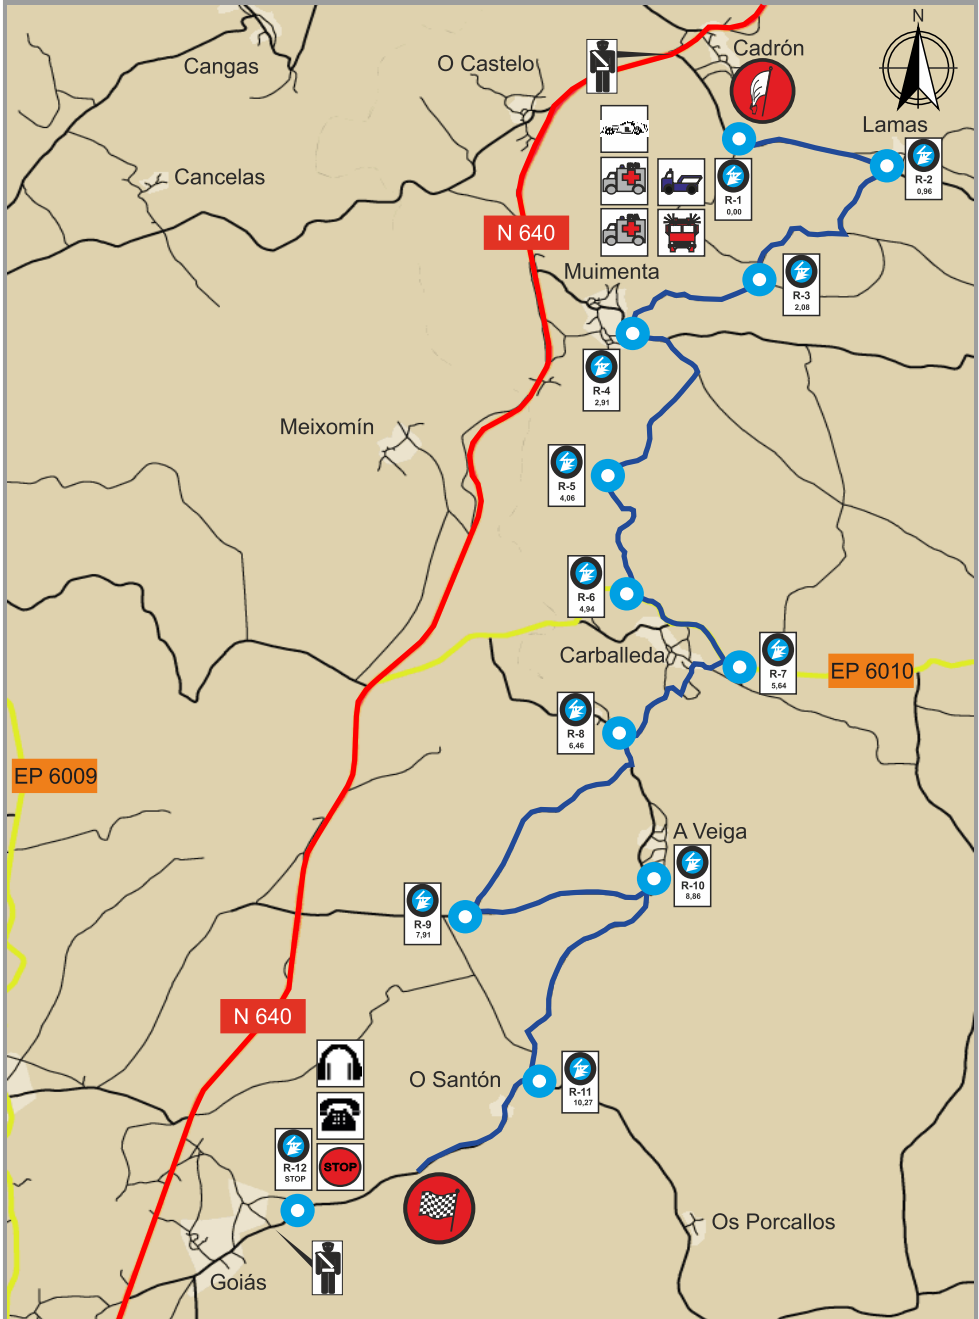 N
Cangas
O Castelo
Cadrón
Lamas
Cancelas
R-1
0,00
R-2
0,96
N 640
Muimenta
R-3
2,08
R-4
2,91
Meixomín
R-5
4,06
R-6
4,94
Carballeda
R-7
5,64
EP 6010
R-8
6,46
EP 6009
A Veiga
R-10
8,86
R-9
7,91
N 640
O Santón
R-11
10,27
R-12
STOP
STOP
Os Porcallos
Goiás